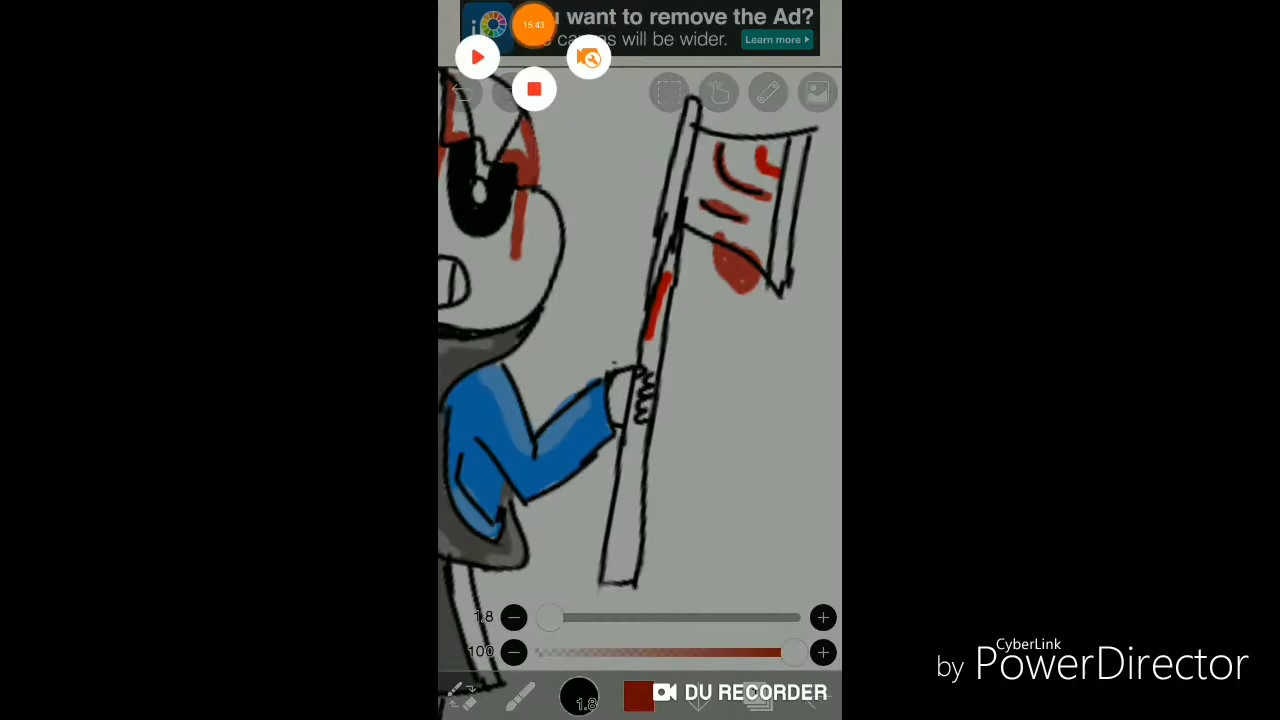 u want to remove the Ad?
e canvas will be wider.
Learn more
15:43
1.8
100
1.8
DU RECORDER
CyberLink
by PowerDirector